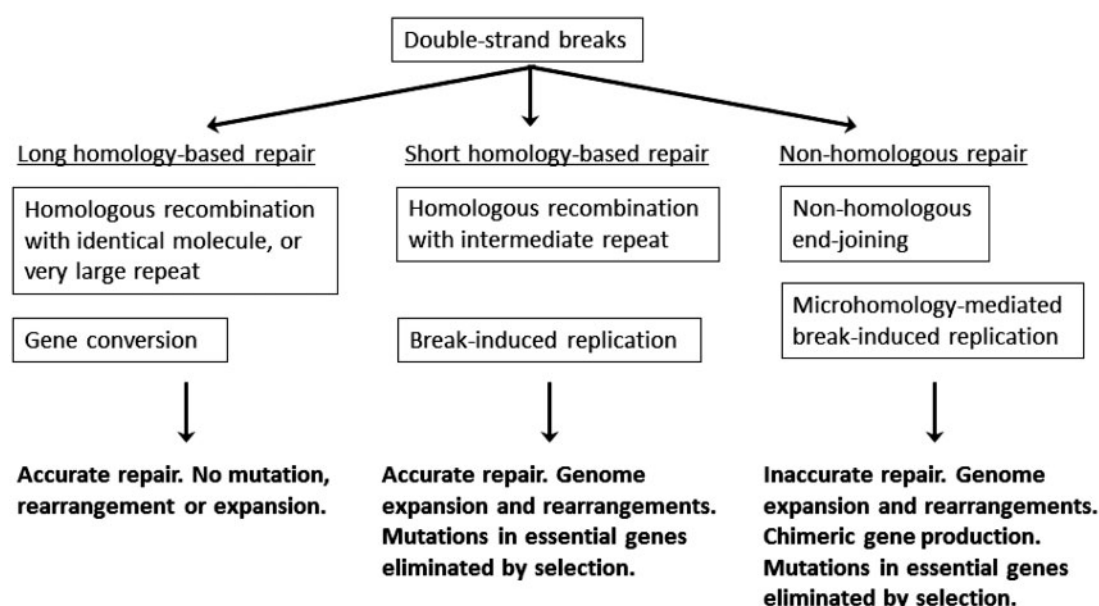 Double-strand breaks
Long homology-based repair
Homologous recombination
with identical molecule, or
very large repeat
Gene conversion
Accurate repair. No mutation,
rearrangement or expansion.
Short homology-based repair
Homologous recombination
with intermediate repeat
Break-induced replication
Accurate repair. Genome
expansion and rearrangements.
Mutations in essential genes
eliminated by selection.
Non-homologous repair
Non-homologous
end-joining
Microhomology-mediated
break-induced replication
Inaccurate repair. Genome
expansion and rearrangements.
Chimeric gene production.
Mutations in essential genes
eliminated by selection.